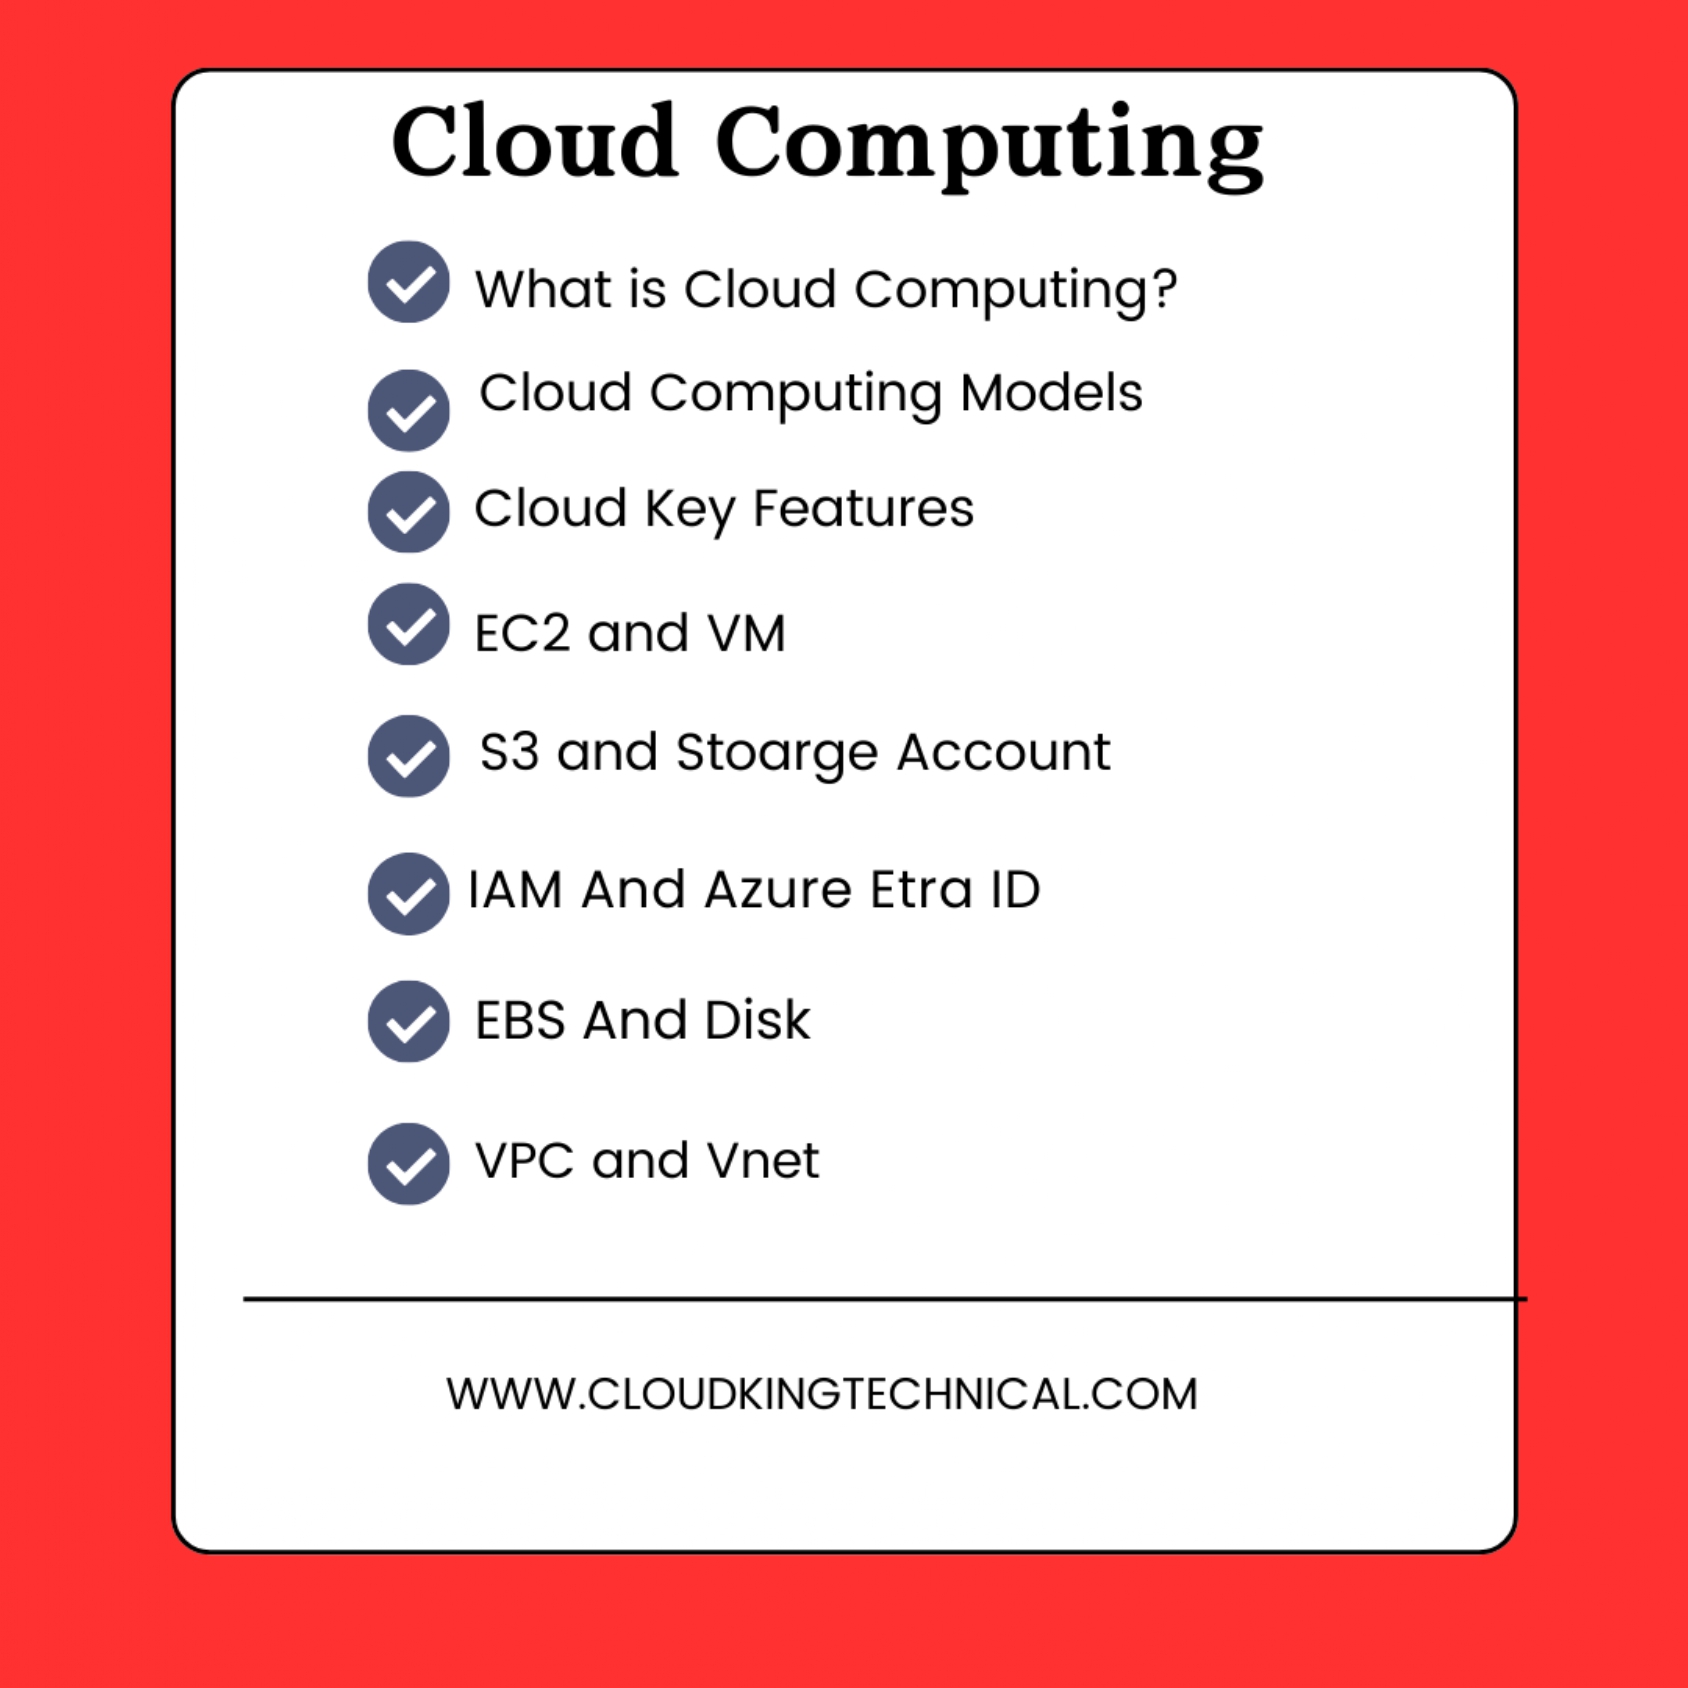 Cloud Computing
What is Cloud Computing?
Cloud Computing Models
Cloud Key Features
EC2 and VM
S3 and Stoarge Account
IAM And Azure Etra ID
EBS And Disk
VPC and Vnet
WWW.CLOUDKINGTECHNICAL.COM